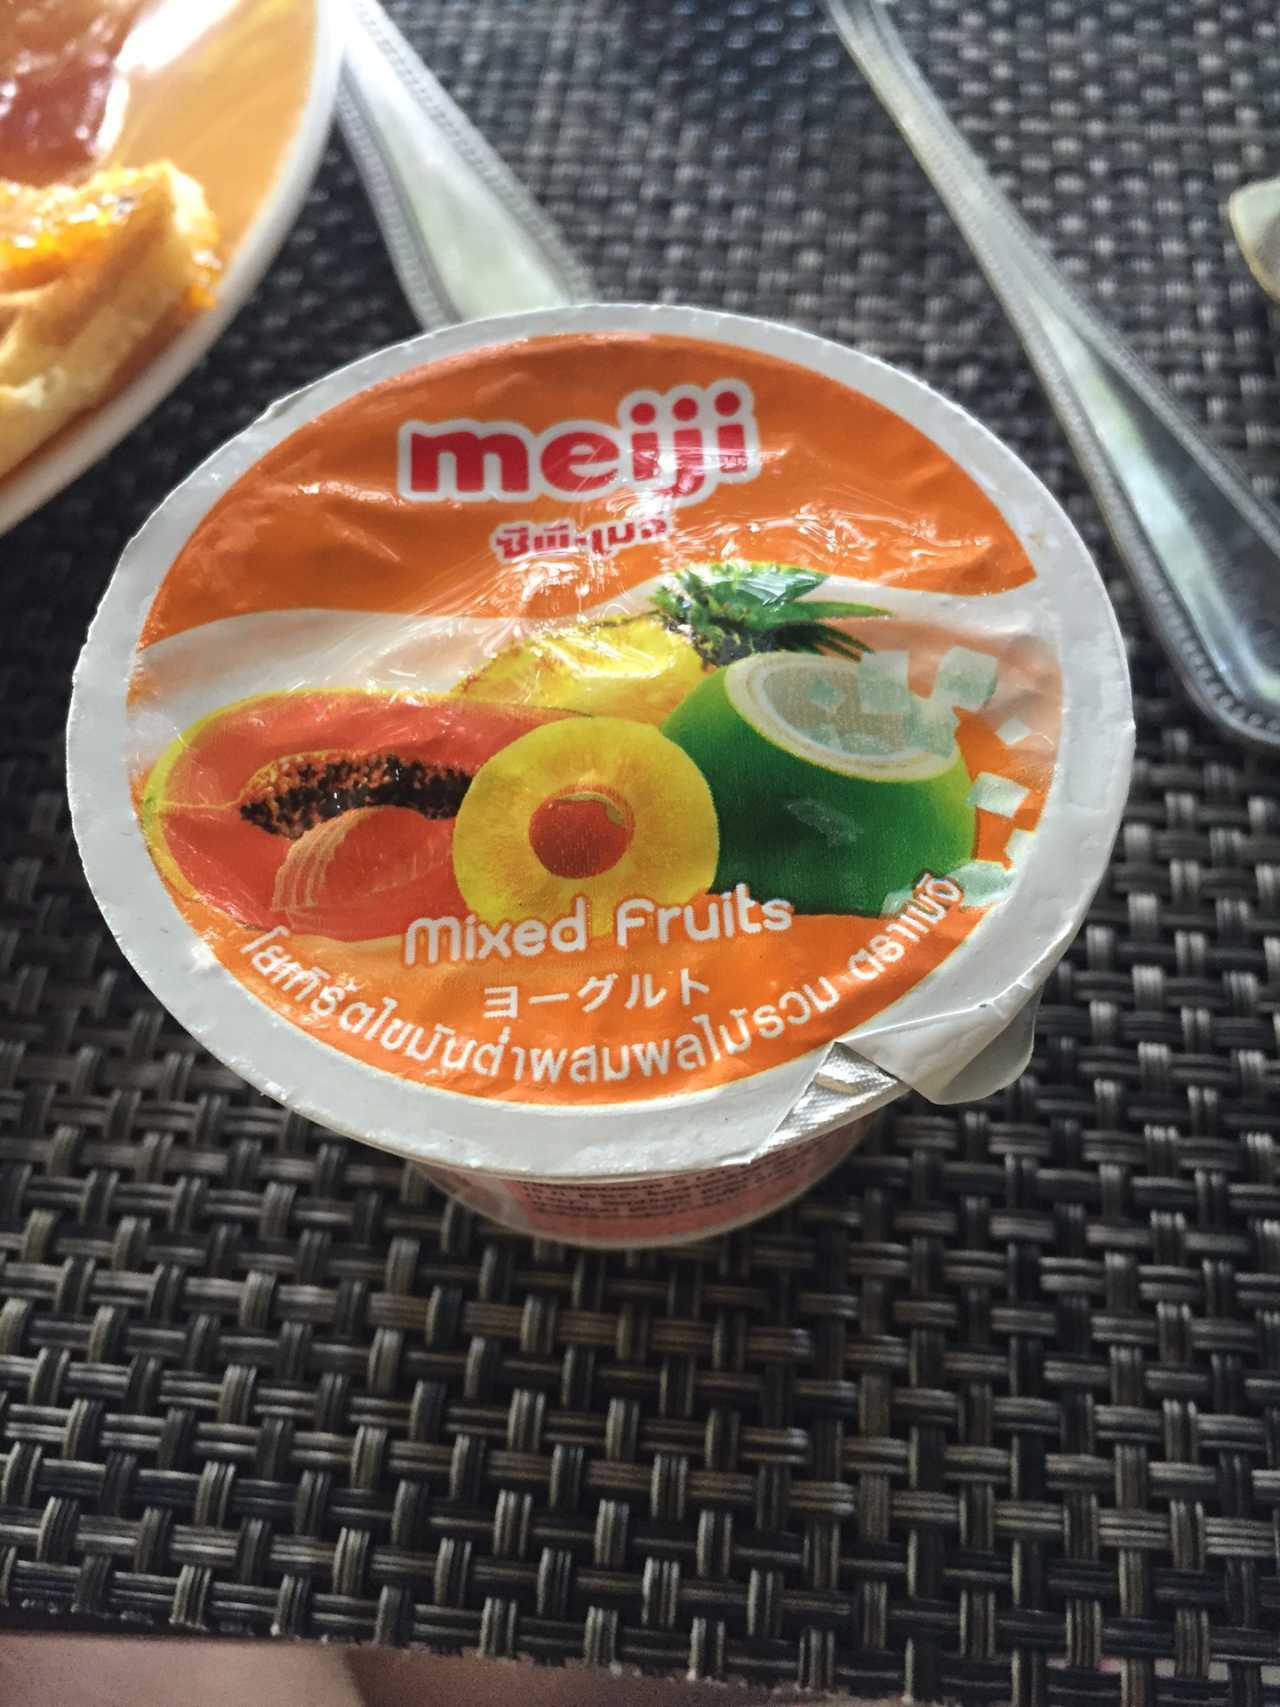 meiji
ซีพี-เมจิ
mixed Fruits
ヨーグルト
โยเกิร์ตไขมันต่ำผสมผลไม้รวม ตราเมจิ